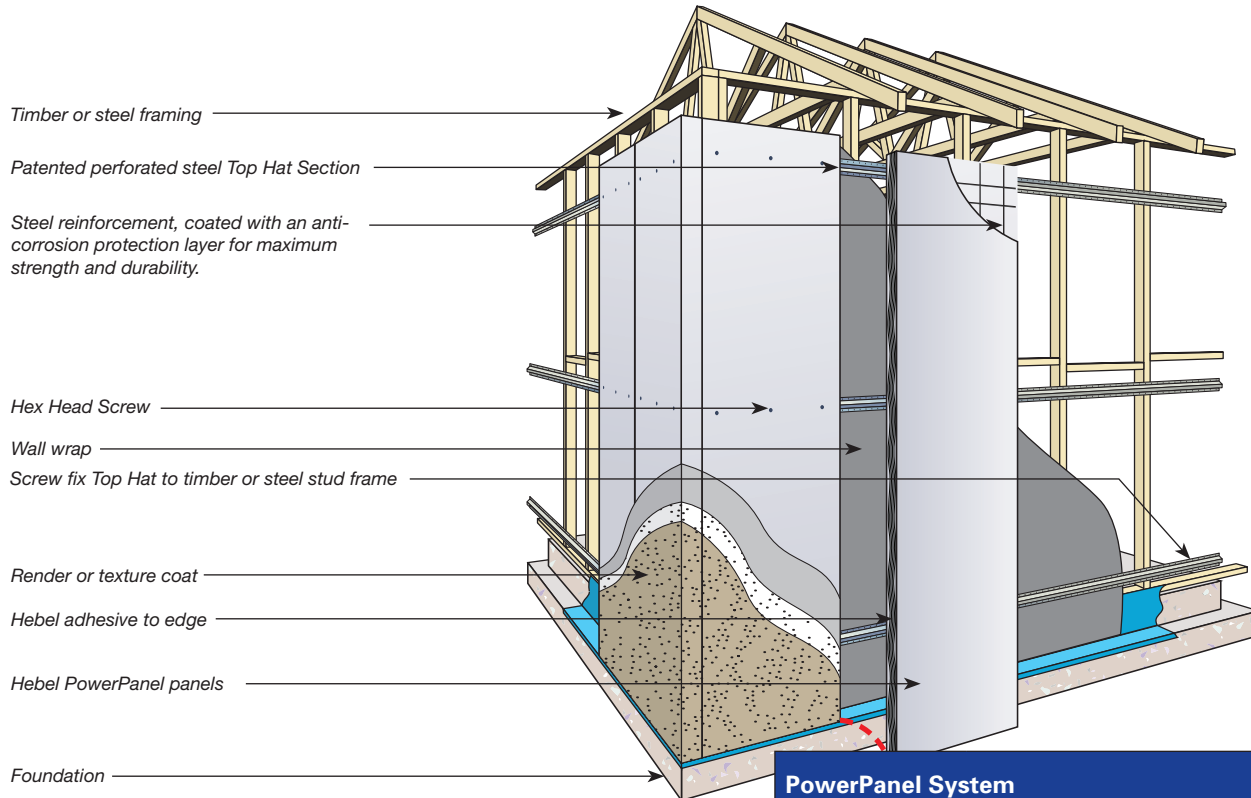 Timber or steel framing
Patented perforated steel Top Hat Section
Steel reinforcement, coated with an anti-
corrosion protection layer for maximum
strength and durability.
Hex Head Screw
Wall wrap
Screw fix Top Hat to timber or steel stud frame
Render or texture coat
Hebel adhesive to edge
Hebel PowerPanel panels
Foundation
PowerPanel System